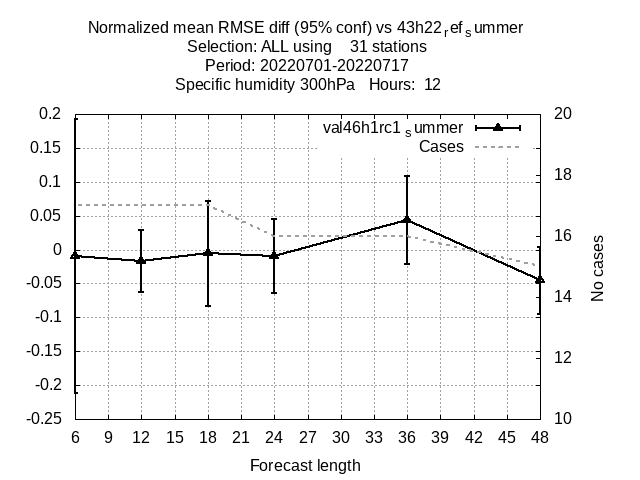 Normalized mean RMSE diff (95% conf) vs 43h22ref summer
Selection: ALL using    31 stations
Period: 20220701-20220717
Specific humidity 300hPa   Hours:  12
val46h1rc1summer
Cases
0.2
0.15
0.1
0.05
0
-0.05
-0.1
-0.15
-0.2
-0.25
20
18
16
14
12
10
No cases
6 9 12 15 18 21 24 27 30 33 36 39 42 45 48
Forecast length